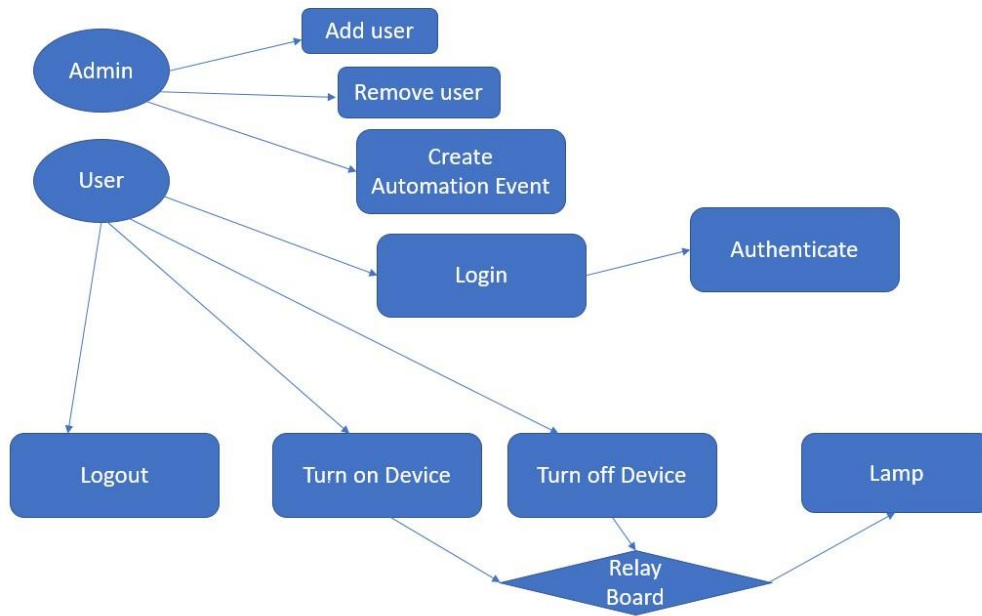 Add user
Admin
Remove user
Create
Automation Event
User
Login
Authenticate
Logout
Turn on Device
Turn off Device
Lamp
Relay
Board